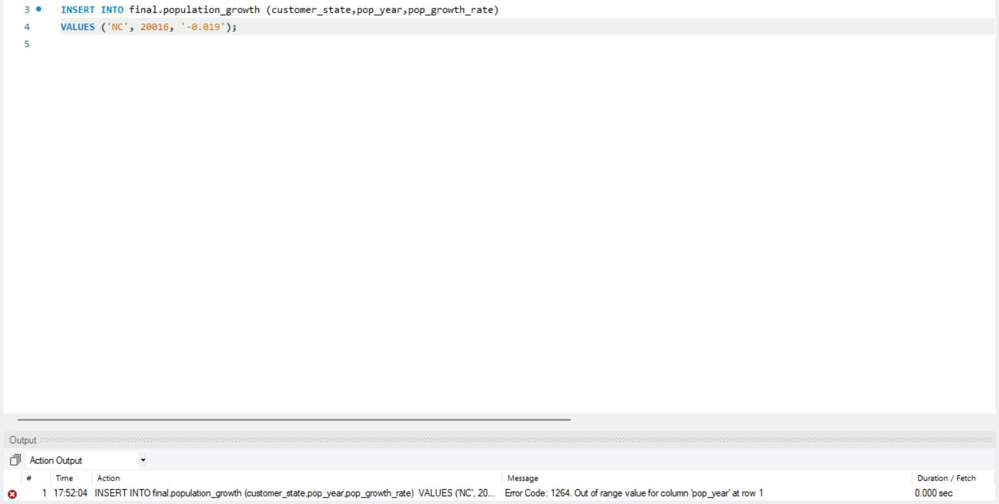 3 INSERT INTO final.population_growth (customer_state,pop_year,pop_growth_rate)
4 VALUES ('NC', 20016, '-0.019');
5
Output
Action Output
# Time Action Message Duration / Fetch
1 17:52:04 INSERT INTO final.population_growth (customer_state,pop_year,pop_growth_rate) VALUES ('NC', 20... Error Code: 1264. Out of range value for column 'pop_year' at row 1 0.000 sec